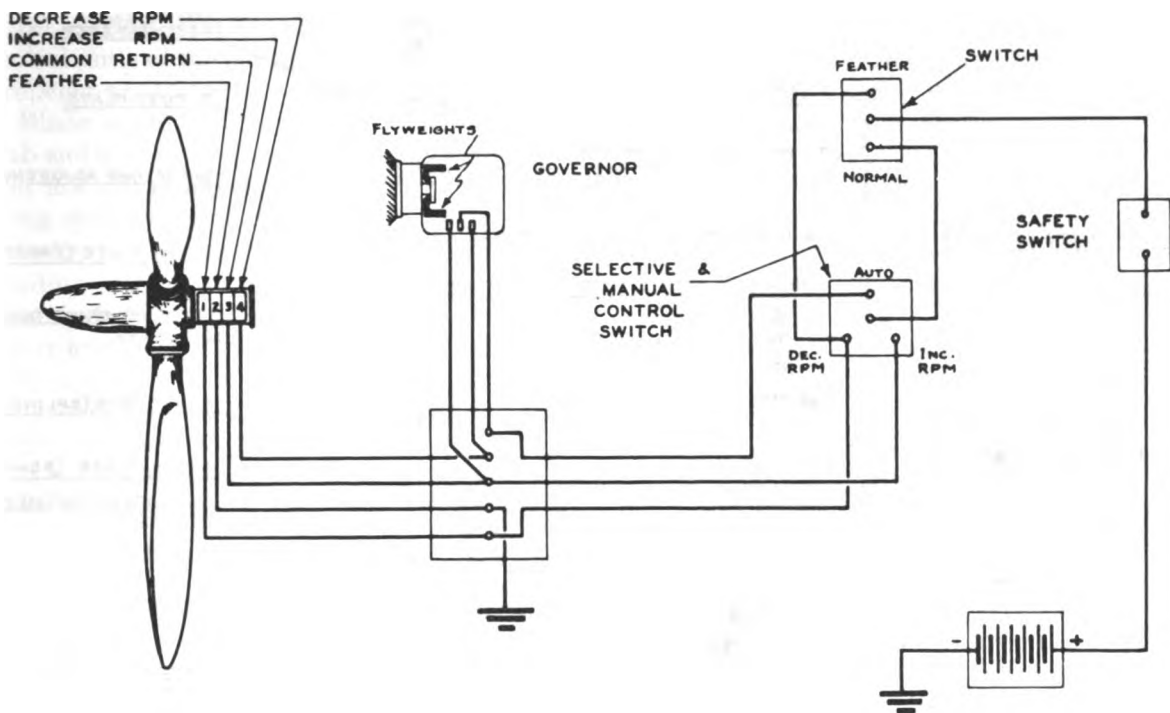 DECREASE RPM
INCREASE RPM
COMMON RETURN
FEATHER
FLYWEIGHTS
GOVERNOR
FEATHER
SWITCH
NORMAL
SAFETY
SWITCH
SELECTIVE &
MANUAL
CONTROL
SWITCH
AUTO
DEC.
RPM
INC.
RPM
1 2 3 4
- +